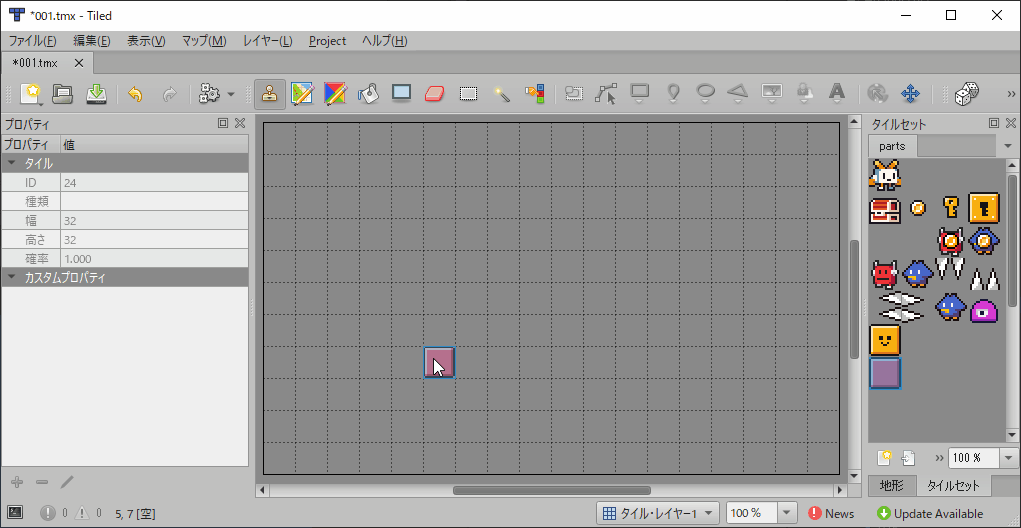 *001.tmx - Tiled
ファイル(F) 編集(E) 表示(V) マップ(M) レイヤー(L) Project ヘルプ(H)
*001.tmx
プロパティ
プロパティ 値
タイル
ID 24
種類
幅 32
高さ 32
確率 1.000
カスタムプロパティ
タイルセット
parts
100 %
地形 タイルセット
0 0 5, 7 [空] タイル・レイヤー1 100 % News Update Available